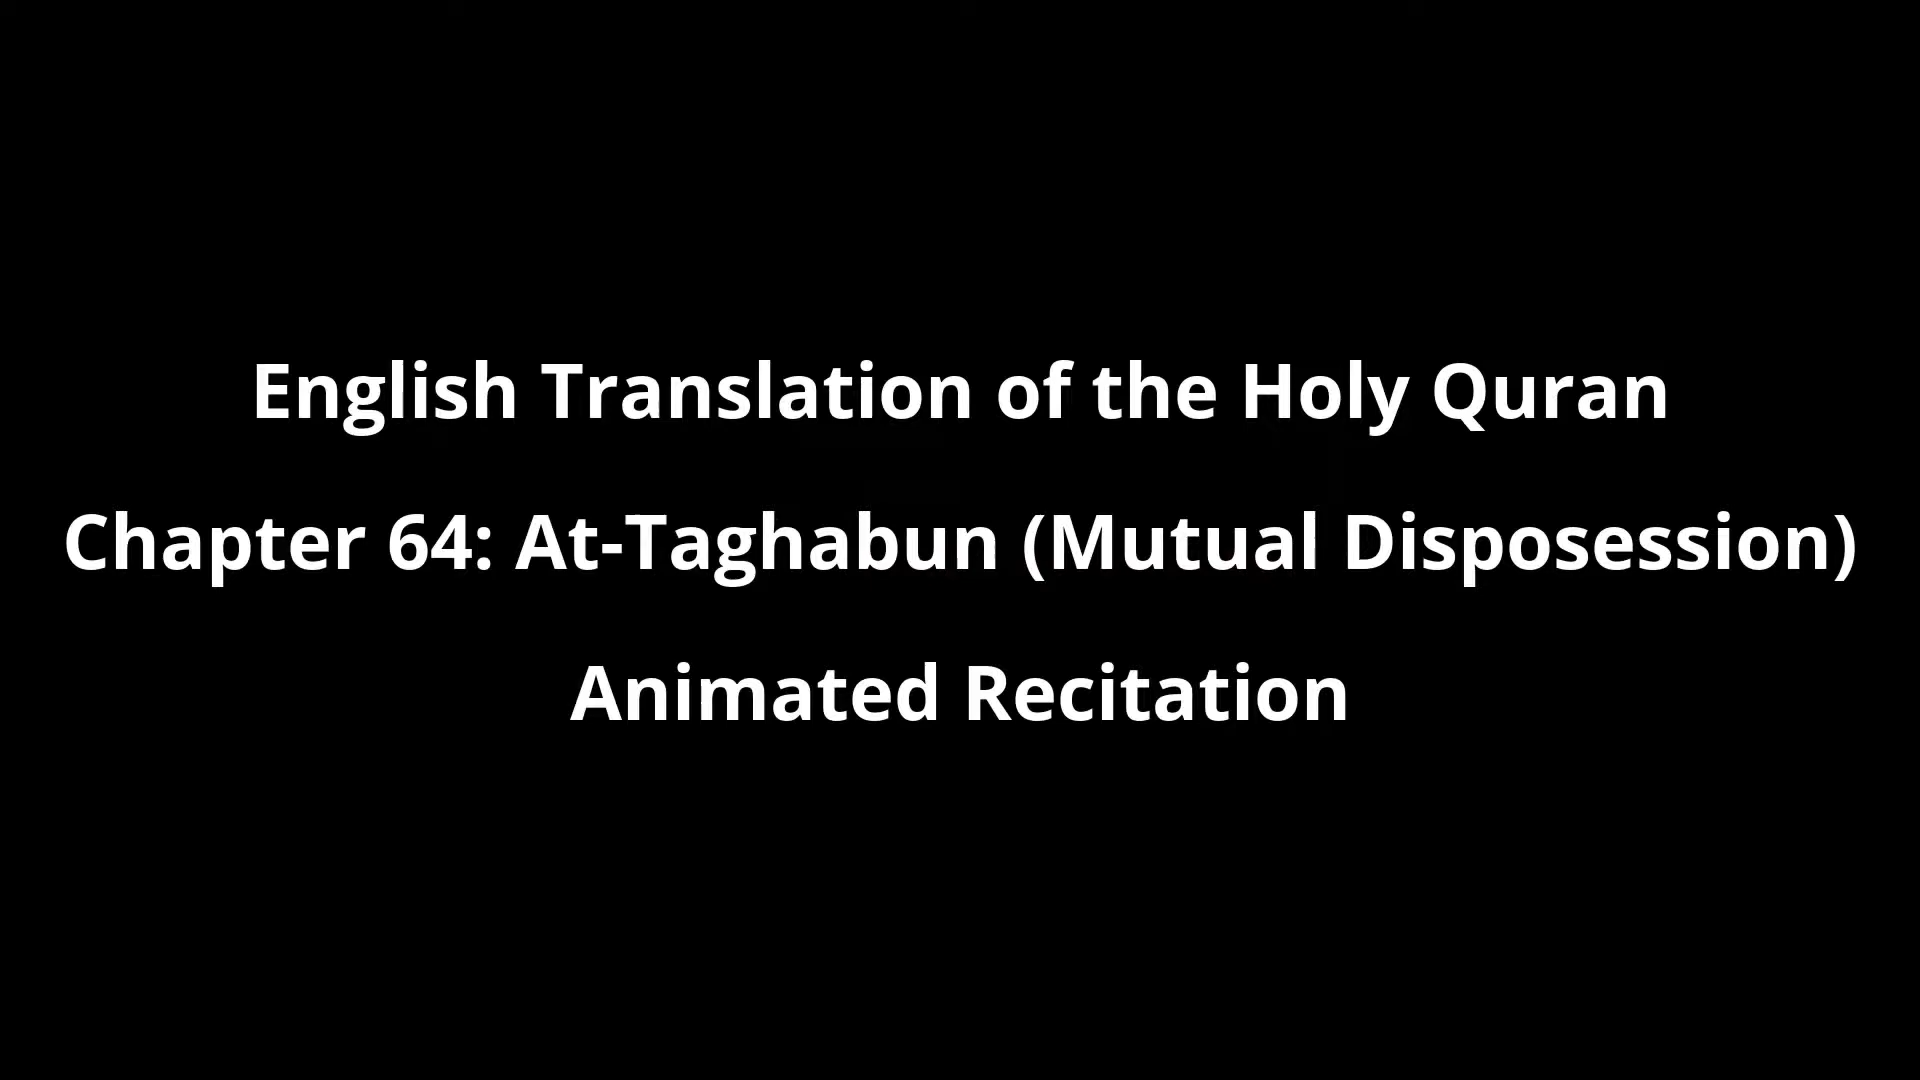 English Translation of the Holy Quran
Chapter 64: At-Taghabun (Mutual Disposession)
Animated Recitation